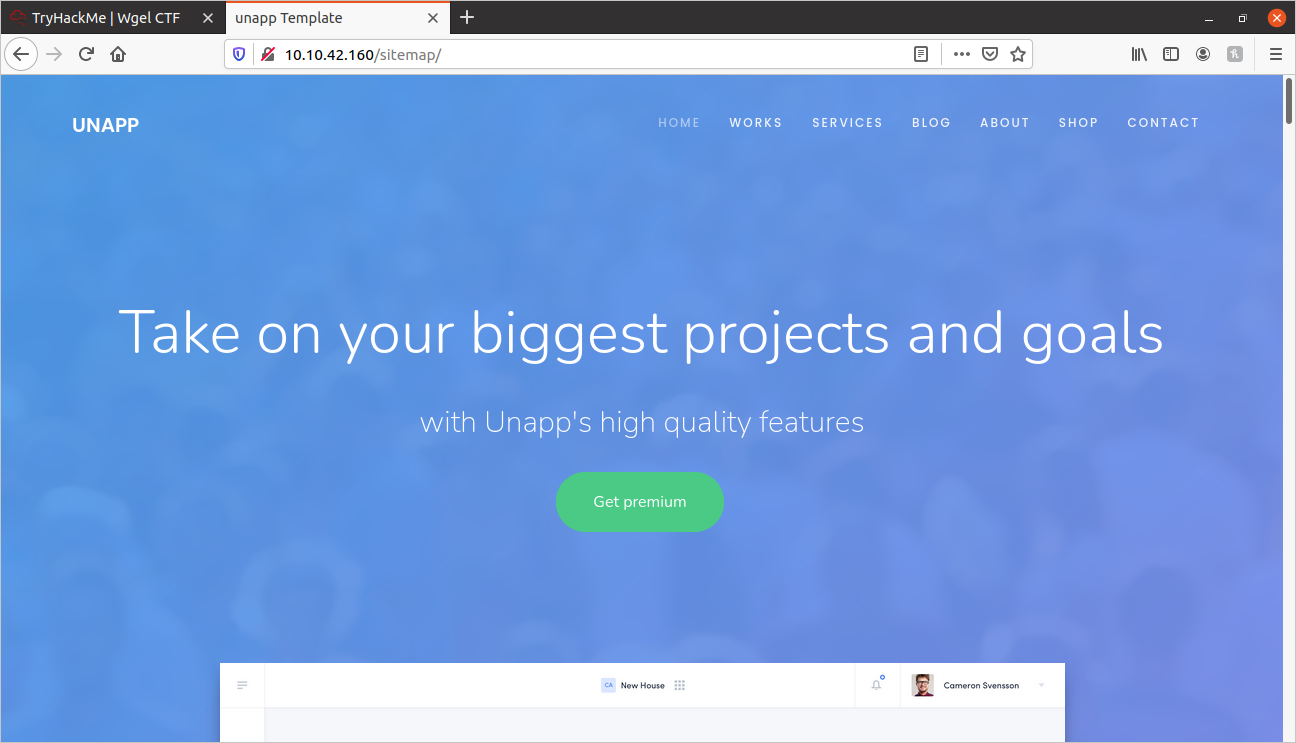 TryHackMe | Wgel CTF
unapp Template
10.10.42.160/sitemap/
UNAPP
HOME WORKS SERVICES BLOG ABOUT SHOP CONTACT
Take on your biggest projects and goals
with Unapp's high quality features
Get premium
CA New House
Cameron Svensson